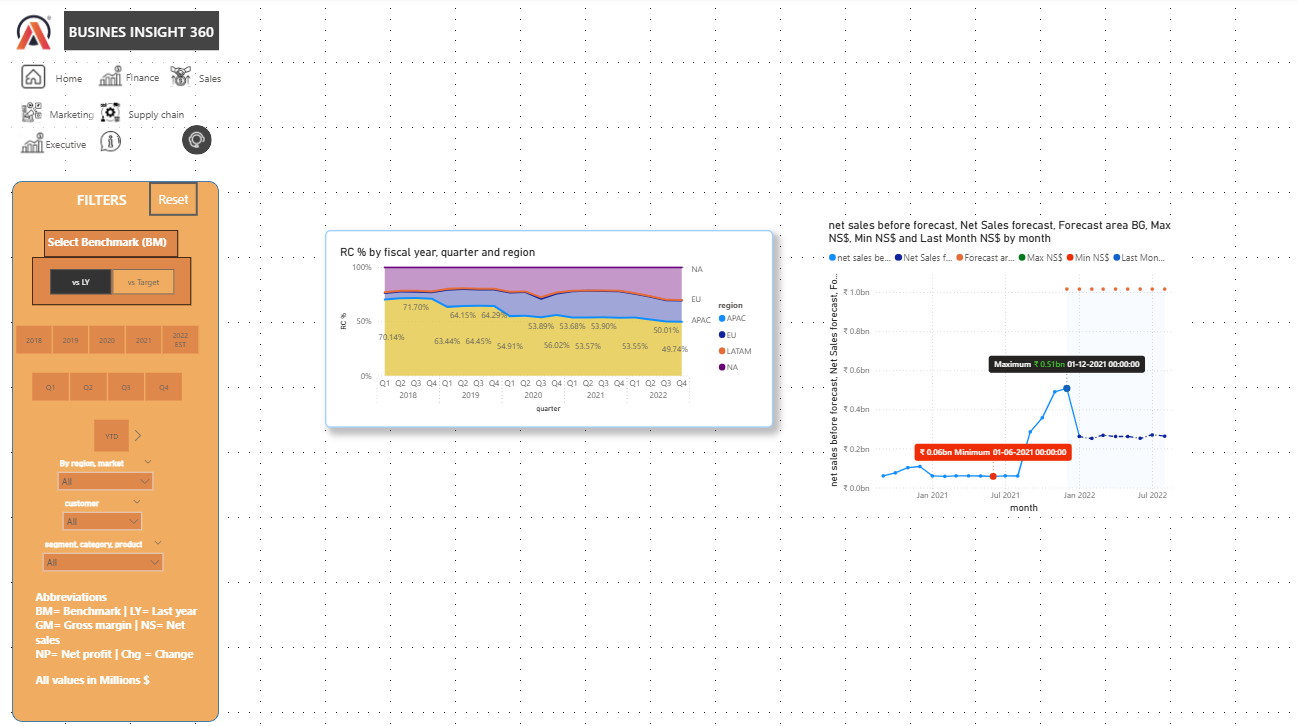 BUSINES INSIGHT 360
Home
Finance
Sales
Marketing
Supply chain
Executive
FILTERS
Reset
Select Benchmark (BM)
vs LY
vs Target
2018
2019
2020
2021
2022
EST
Q1
Q2
Q3
Q4
YTD
By region, market
All
customer
All
segment, category, product
All
Abbreviations
BM= Benchmark | LY= Last year
GM= Gross margin | NS= Net
sales
NP= Net profit | Chg = Change
All values in Millions $
RC % by fiscal year, quarter and region
100%
50%
0%
RC %
71.70%
64.15%
64.29%
53.89%
53.68%
53.90%
50.01%
70.14%
63.44%
64.45%
54.91%
56.02%
53.57%
53.55%
49.74%
NA
EU
APAC
Q1 Q2 Q3 Q4 Q1 Q2 Q3 Q4 Q1 Q2 Q3 Q4 Q1 Q2 Q3 Q4 Q1 Q2 Q3 Q4
2018 2019 2020 2021 2022
quarter
region
APAC
EU
LATAM
NA
net sales before forecast, Net Sales forecast, Forecast area BG, Max
NS$, Min NS$ and Last Month NS$ by month
net sales be... Net Sales f... Forecast ar... Max NS$ Min NS$ Last Mon...
net sales before forecast, Net Sales forecast, Fo...
₹ 1.0bn
₹ 0.8bn
₹ 0.6bn
₹ 0.4bn
₹ 0.2bn
₹ 0.0bn
Maximum ₹ 0.51bn 01-12-2021 00:00:00
₹ 0.06bn Minimum 01-06-2021 00:00:00
Jan 2021 Jul 2021 Jan 2022 Jul 2022
month